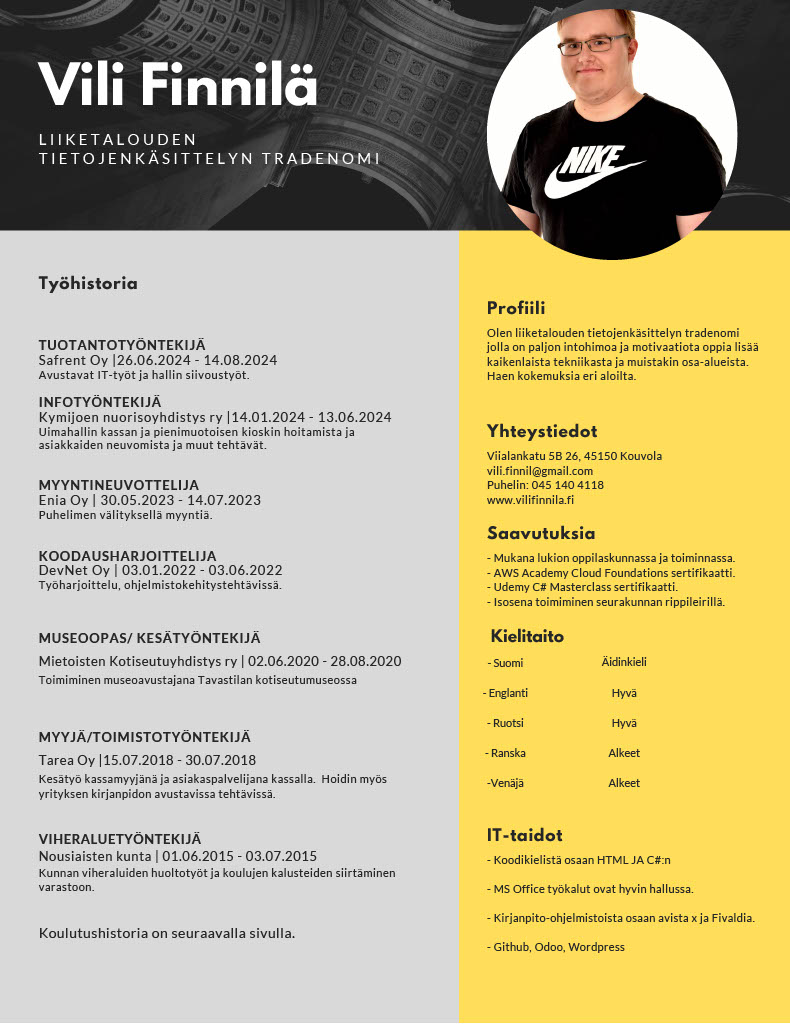 Vili Finnilä
LIIKETALOUDEN
TIETOJENKÄSITTELYN TRADENOMI
NIKE
Työhistoria
TUOTANTOTYÖNTEKIJÄ
Safrent Oy |26.06.2024 - 14.08.2024
Avustavat IT-työt ja hallin siivoustyöt.
INFOTYÖNTEKIJÄ
Kymijoen nuorisoyhdistys ry |14.01.2024 - 13.06.2024
Uimahallin kassan ja pienimuotoisen kioskin hoitamista ja
asiakkaiden neuvomista ja muut tehtävät.
MYYNTINEUVOTTELIJA
Enia Oy | 30.05.2023 - 14.07.2023
Puhelimen välityksellä myyntiä.
KOODAUSHARJOITTELIJA
DevNet Oy | 03.01.2022 - 03.06.2022
Työharjoittelu, ohjelmistokehitystehtävissä.
MUSEOOPAS/ KESÄTYÖNTEKIJÄ
Mietoisten Kotiseutuyhdistys ry | 02.06.2020 - 28.08.2020
Toimiminen museoavustajana Tavastilan kotiseutumuseossa
MYYJÄ/TOIMISTOTYÖNTEKIJÄ
Tarea Oy |15.07.2018 - 30.07.2018
Kesätyö kassamyyjänä ja asiakaspalvelijana kassalla.  Hoidin myös
yrityksen kirjanpidon avustavissa tehtävissä.
VIHERALUETYÖNTEKIJÄ
Nousiaisten kunta | 01.06.2015 - 03.07.2015
Kunnan viheraluiden huoltotyöt ja koulujen kalusteiden siirtäminen
varastoon.
Koulutushistoria on seuraavalla sivulla.
Profiili
Olen liiketalouden tietojenkäsittelyn tradenomi
jolla on paljon intohimoa ja motivaatiota oppia lisää
kaikenlaista tekniikasta ja muistakin osa-alueista.
Haen kokemuksia eri aloilta.
Yhteystiedot
Viialankatu 5B 26, 45150 Kouvola
vili.finnil@gmail.com
Puhelin: 045 140 4118
www.vilifinnila.fi
Saavutuksia
- Mukana lukion oppilaskunnassa ja toiminnassa.
- AWS Academy Cloud Foundations sertifikaatti.
- Udemy C# Masterclass sertifikaatti.
- Isosena toimiminen seurakunnan rippileirillä.
Kielitaito
- Suomi Äidinkieli
- Englanti Hyvä
- Ruotsi Hyvä
- Ranska Alkeet
-Venäjä Alkeet
IT-taidot
- Koodikielistä osaan HTML JA C#:n
- MS Office työkalut ovat hyvin hallussa.
- Kirjanpito-ohjelmistoista osaan avista x ja Fivaldia.
- Github, Odoo, Wordpress